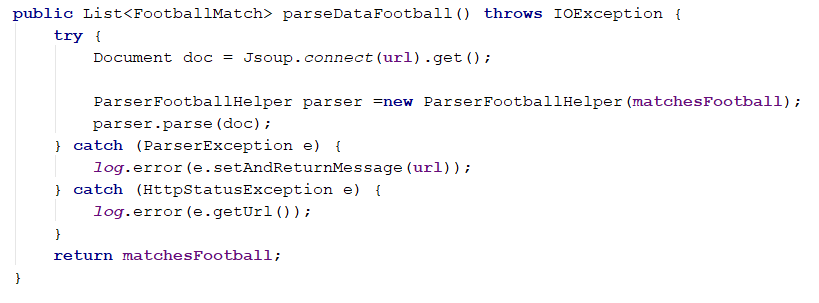 public List<FootballMatch> parseDataFootball() throws IOException {
    try {
        Document doc = Jsoup.connect(url).get();

        ParserFootballHelper parser =new ParserFootballHelper(matchesFootball);
        parser.parse(doc);
    } catch (ParserException e) {
        log.error(e.setAndReturnMessage(url));
    } catch (HttpStatusException e) {
        log.error(e.getUrl());
    }
    return matchesFootball;
}